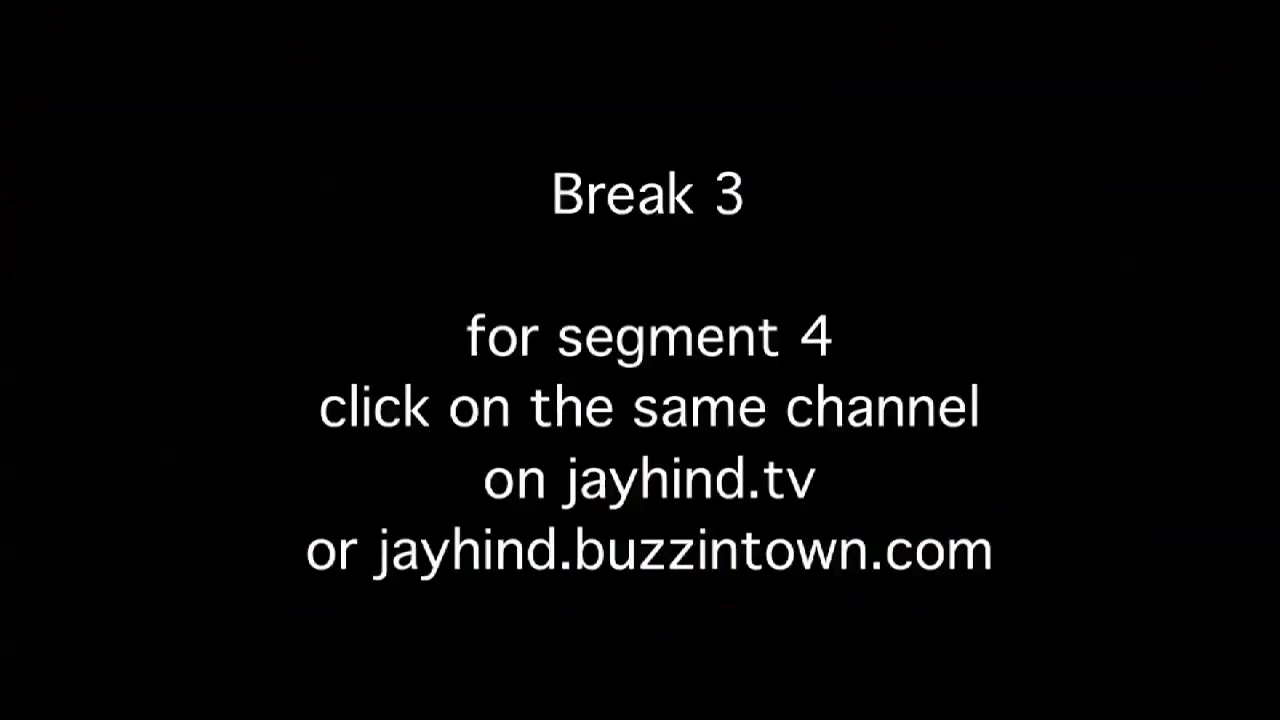 Break 3
for segment 4
click on the same channel
on jayhind.tv
or jayhind.buzzintown.com